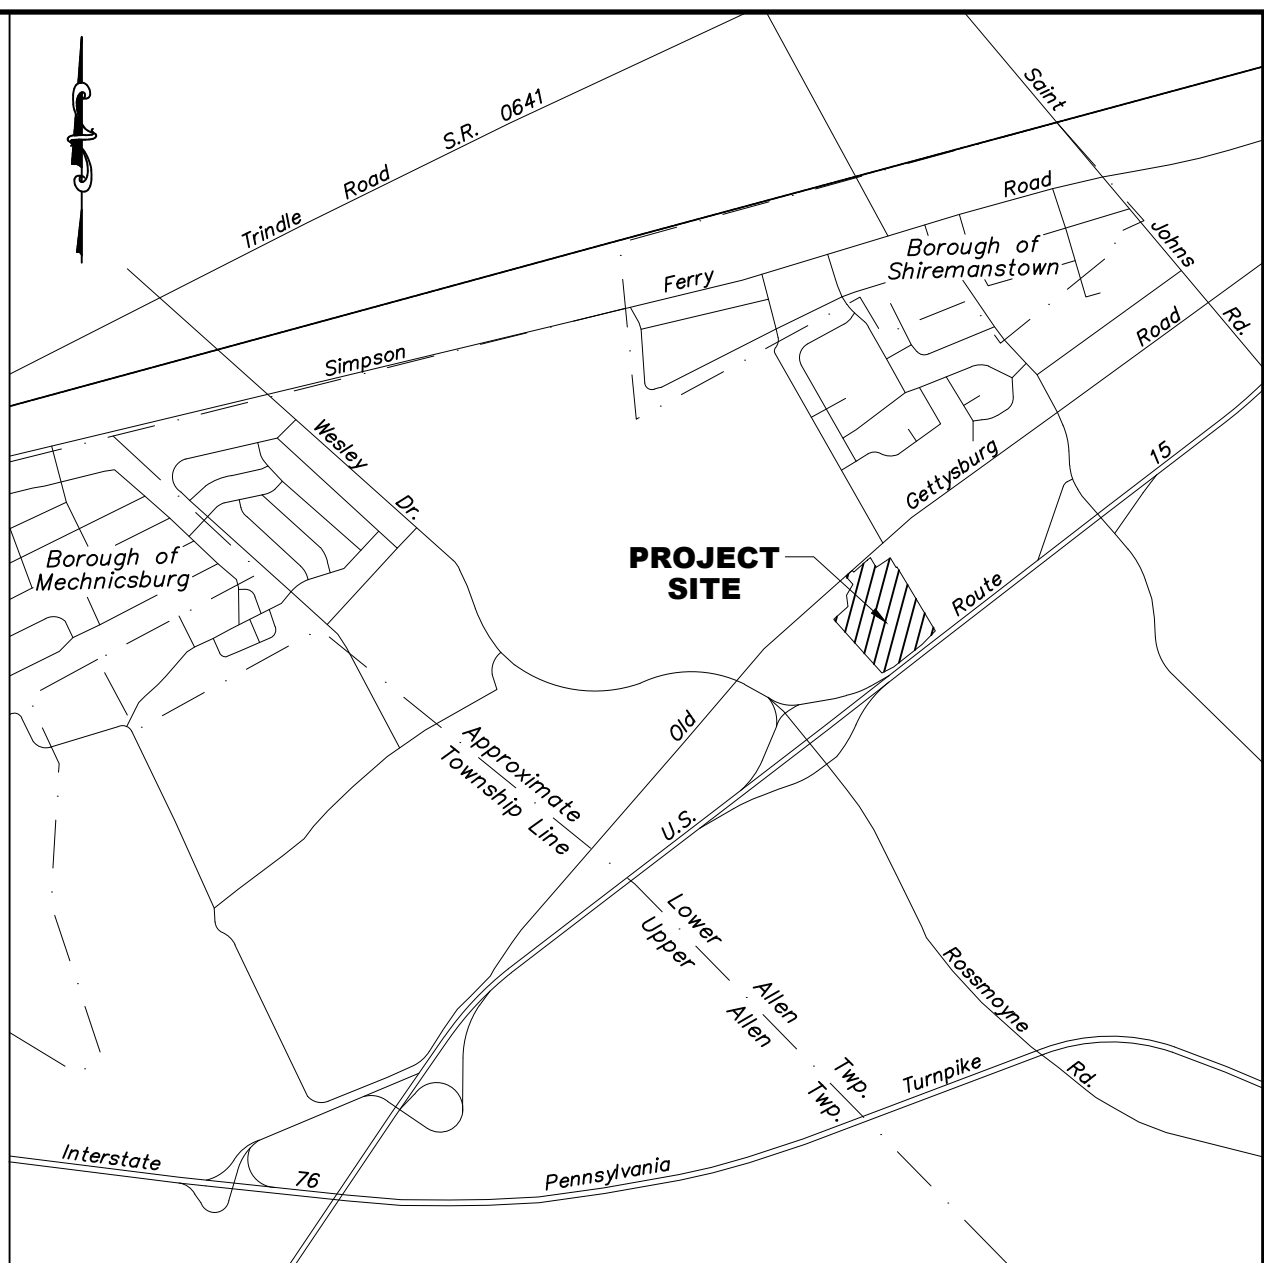 Saint
Johns
Rd.
Trindle Road S.R. 0641
Simpson Ferry Road
Borough of
Shiremanstown
Wesley Dr.
Borough of
Mechnicsburg
Old Gettysburg Road
U.S. Route 15
PROJECT
SITE
Approximate
Township Line
Lower Allen Twp.
Upper Allen Twp.
Rossmoyne Rd.
Interstate 76
Pennsylvania Turnpike